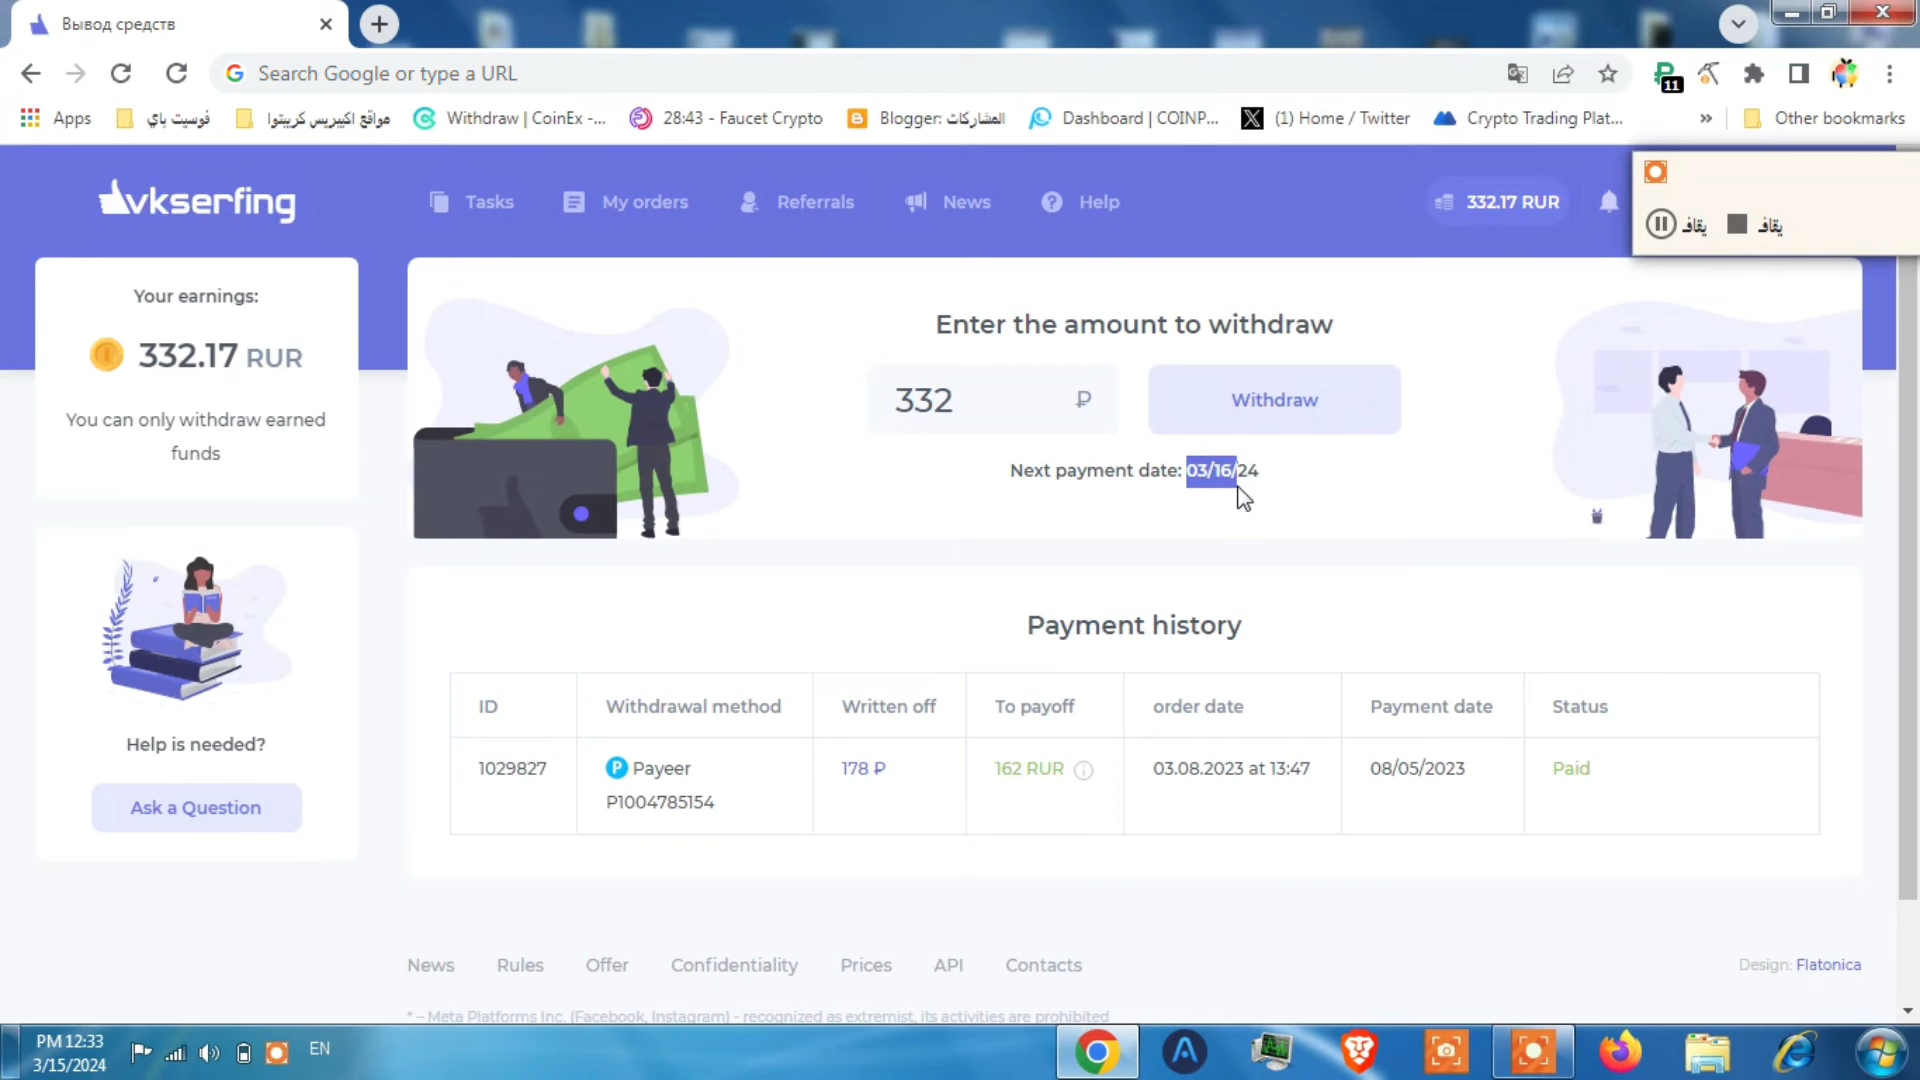 Вывод средств
Search Google or type a URL
11
Apps
فوسيت باي
مواقع اكبيريس كريبتوا
Withdraw | CoinEx -...
28:43 - Faucet Crypto
Blogger: المشاركات
Dashboard | COINP...
(1) Home / Twitter
Crypto Trading Plat...
»
Other bookmarks
vkserfing
Tasks
My orders
Referrals
News
Help
332.17 RUR
يقاف
يقاف
Your earnings:
332.17 RUR
You can only withdraw earned
funds
Enter the amount to withdraw
332 ₽
Withdraw
Next payment date: 03/16/24
Help is needed?
Ask a Question
Payment history
ID Withdrawal method Written off To payoff order date Payment date Status
1029827 Payeer 178 ₽ 162 RUR 03.08.2023 at 13:47 08/05/2023 Paid
P1004785154
News Rules Offer Confidentiality Prices API Contacts
Design: Flatonica
* – Meta Platforms Inc. (Facebook, Instagram) - recognized as extremist, its activities are prohibited
PM 12:33
3/15/2024
EN